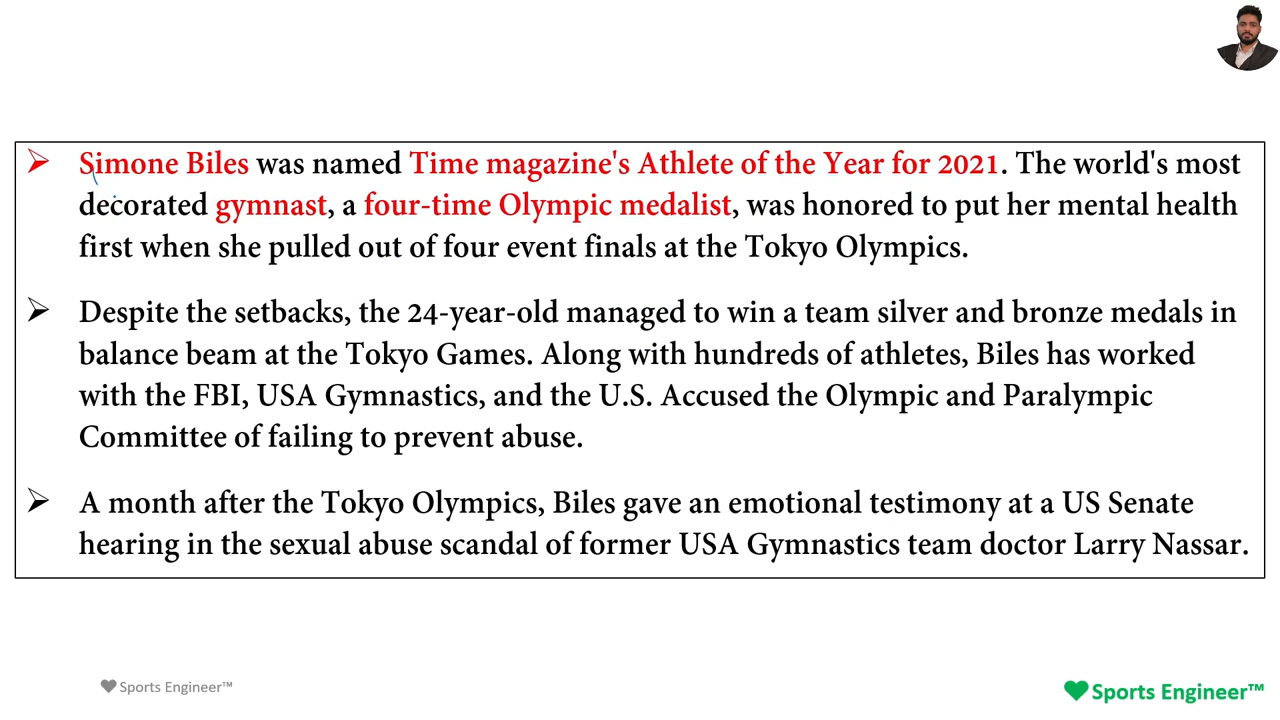 ➢ Simone Biles was named Time magazine's Athlete of the Year for 2021. The world's most
decorated gymnast, a four-time Olympic medalist, was honored to put her mental health
first when she pulled out of four event finals at the Tokyo Olympics.
➢ Despite the setbacks, the 24-year-old managed to win a team silver and bronze medals in
balance beam at the Tokyo Games. Along with hundreds of athletes, Biles has worked
with the FBI, USA Gymnastics, and the U.S. Accused the Olympic and Paralympic
Committee of failing to prevent abuse.
➢ A month after the Tokyo Olympics, Biles gave an emotional testimony at a US Senate
hearing in the sexual abuse scandal of former USA Gymnastics team doctor Larry Nassar.
Sports Engineer™
Sports Engineer™